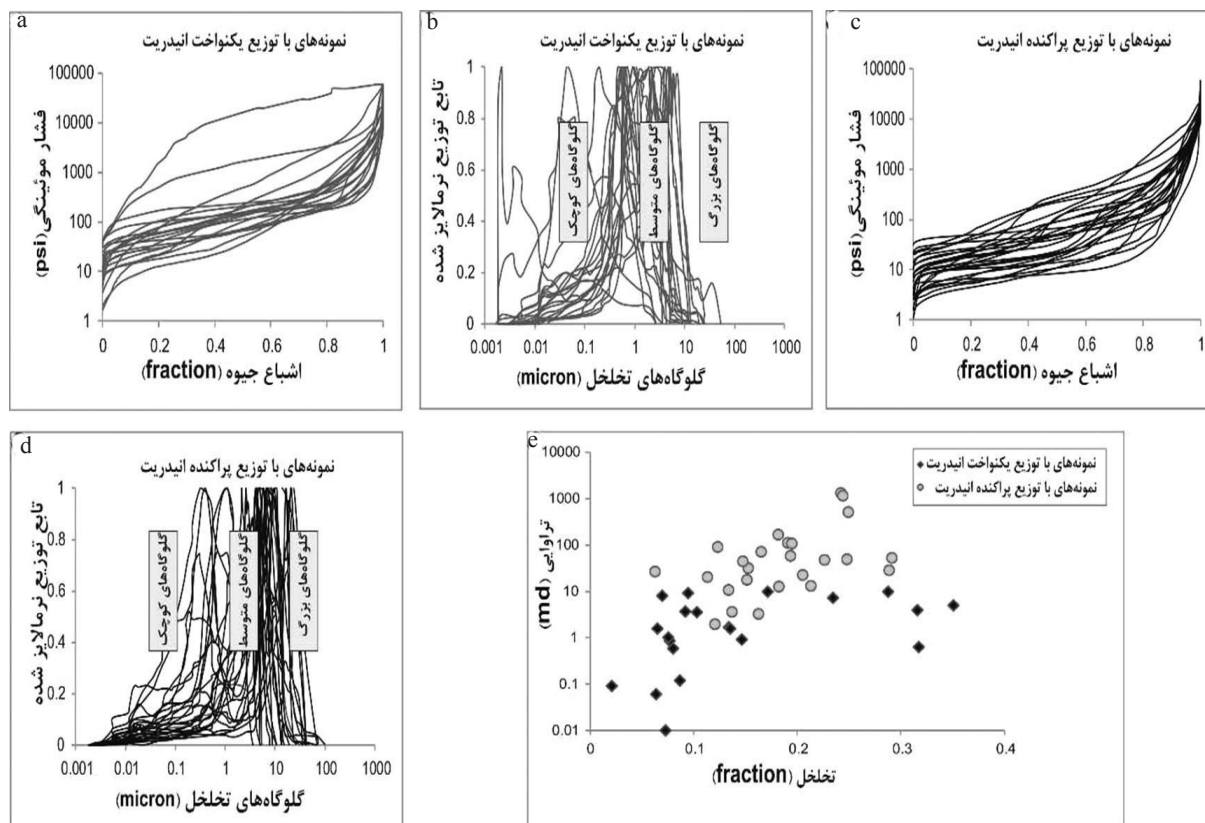 a
نمونه‌های با توزیع یکنواخت انیدریت
فشار موئینگی (psi)
100000
10000
1000
100
10
1
0 0.2 0.4 0.6 0.8 1
اشباع جیوه (fraction)
b
نمونه‌های با توزیع یکنواخت انیدریت
تابع توزیع نرمالایز شده
1
0.8
0.6
0.4
0.2
0
گلوگاه‌های کوچک
گلوگاه‌های متوسط
گلوگاه‌های بزرگ
0.001 0.01 0.1 1 10 100 1000
گلوگاه‌های تخلخل (micron)
c
نمونه‌های با توزیع پراکنده انیدریت
فشار موئینگی (psi)
100000
10000
1000
100
10
1
0 0.2 0.4 0.6 0.8 1
اشباع جیوه (fraction)
d
نمونه‌های با توزیع پراکنده انیدریت
تابع توزیع نرمالایز شده
1
0.8
0.6
0.4
0.2
0
گلوگاه‌های کوچک
گلوگاه‌های متوسط
گلوگاه‌های بزرگ
0.001 0.01 0.1 1 10 100 1000
گلوگاه‌های تخلخل (micron)
e
نمونه‌های با توزیع یکنواخت انیدریت
نمونه‌های با توزیع پراکنده انیدریت
تراوایی (md)
10000
1000
100
10
1
0.1
0.01
0 0.1 0.2 0.3 0.4
تخلخل (fraction)